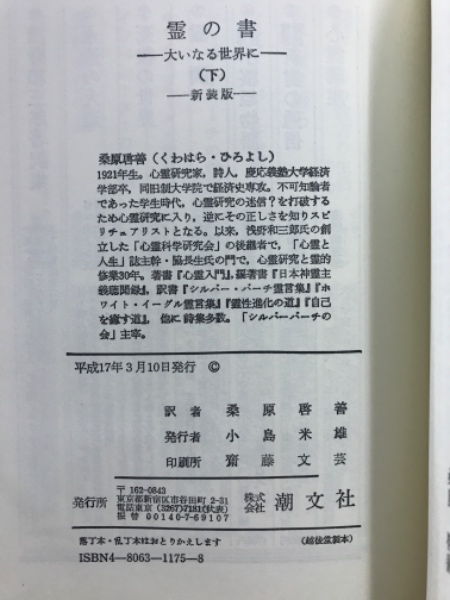 霊の書
―大いなる世界に―
(下)
―新装版―
桑原啓善(くわはら・ひろよし)
1921年生。心霊研究家、詩人。慶応義塾大学経済
学部卒、同旧制大学院で経済史専攻。不可知論者
であった学生時代、心霊研究の迷信?を打破する
ため心霊研究に入り、逆にその正しさを知りスピ
リチュアリストとなる。以来、浅野和三郎氏の創
立した「心霊科学研究会」の後継者で、「心霊と
人生」誌主幹・脇長生氏の門で、心霊研究と霊的
修業30年。著書『心霊入門』、編著書『日本神霊主
義聴聞録』、訳書『シルバー・バーチ霊言集』『ホ
ワイト・イーグル霊言集』『霊性進化の道』『自己
を癒す道』、他に詩集多数。「シルバーバーチの
会」主宰。
平成17年3月10日発行 ©
訳者 桑原啓善
発行者 小島米雄
印刷所 齋藤文芸
発行所
〒162-0843
東京都新宿区市谷田町2-31
電話 (3267)7181(代表)
振替 00140-7-69107
株式会社 潮文社
落丁本・乱丁本はおとりかえします (越後堂製本)
ISBN4-8063-1175-8